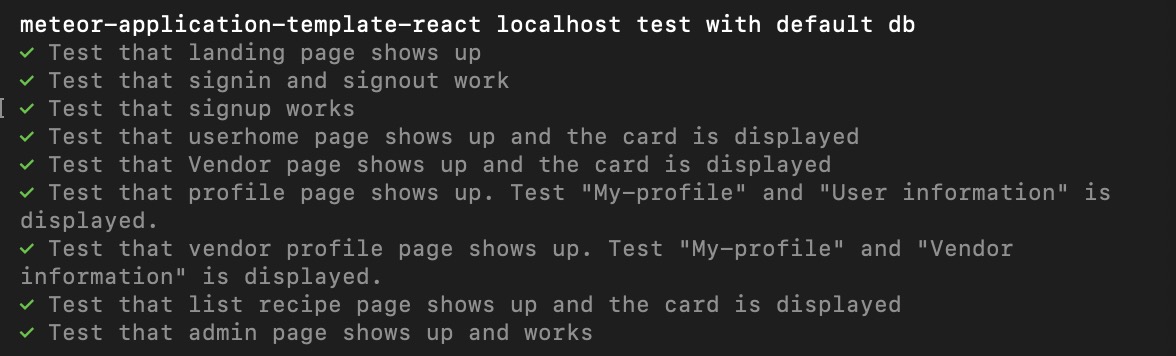 meteor-application-template-react localhost test with default db
✓ Test that landing page shows up
✓ Test that signin and signout work
✓ Test that signup works
✓ Test that userhome page shows up and the card is displayed
✓ Test that Vendor page shows up and the card is displayed
✓ Test that profile page shows up. Test "My-profile" and "User information" is
displayed.
✓ Test that vendor profile page shows up. Test "My-profile" and "Vendor
information" is displayed.
✓ Test that list recipe page shows up and the card is displayed
✓ Test that admin page shows up and works